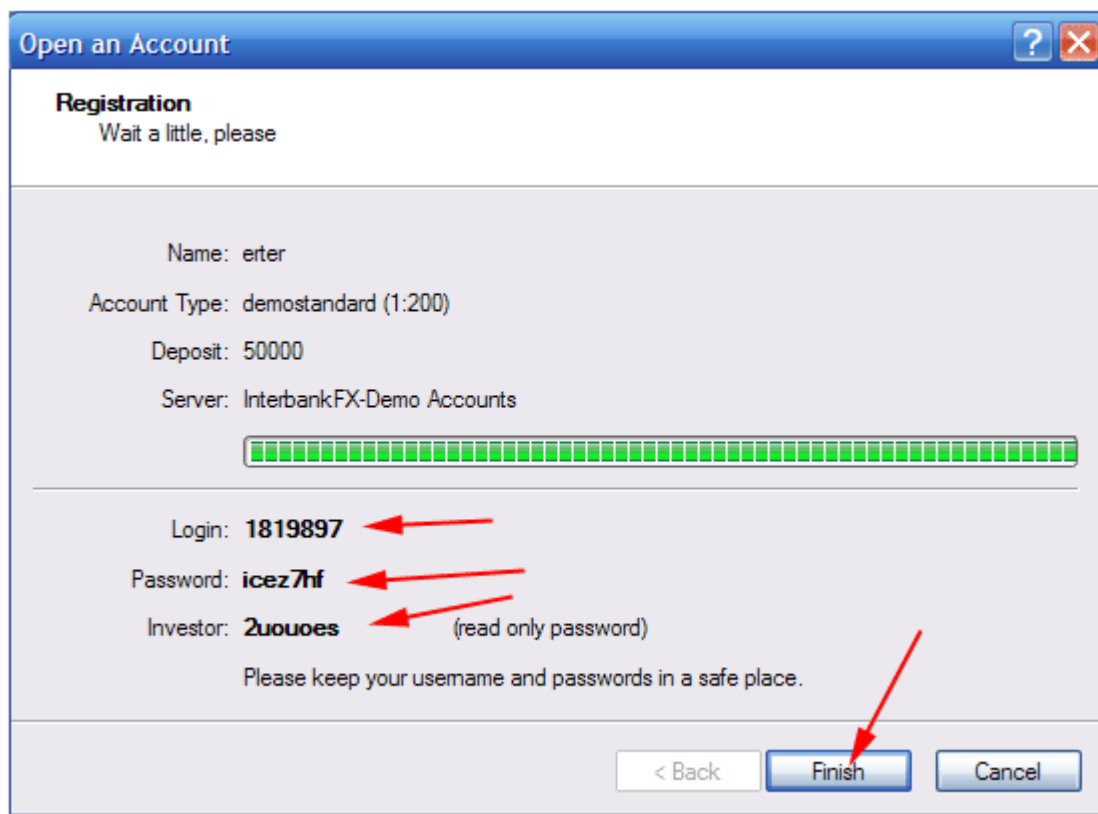 Open an Account
Registration
Wait a little, please
Name: erter
Account Type: demostandard (1:200)
Deposit: 50000
Server: InterbankFX-Demo Accounts
Login: 1819897
Password: icez7hf
Investor: 2uouoes (read only password)
Please keep your username and passwords in a safe place.
< Back Finish Cancel